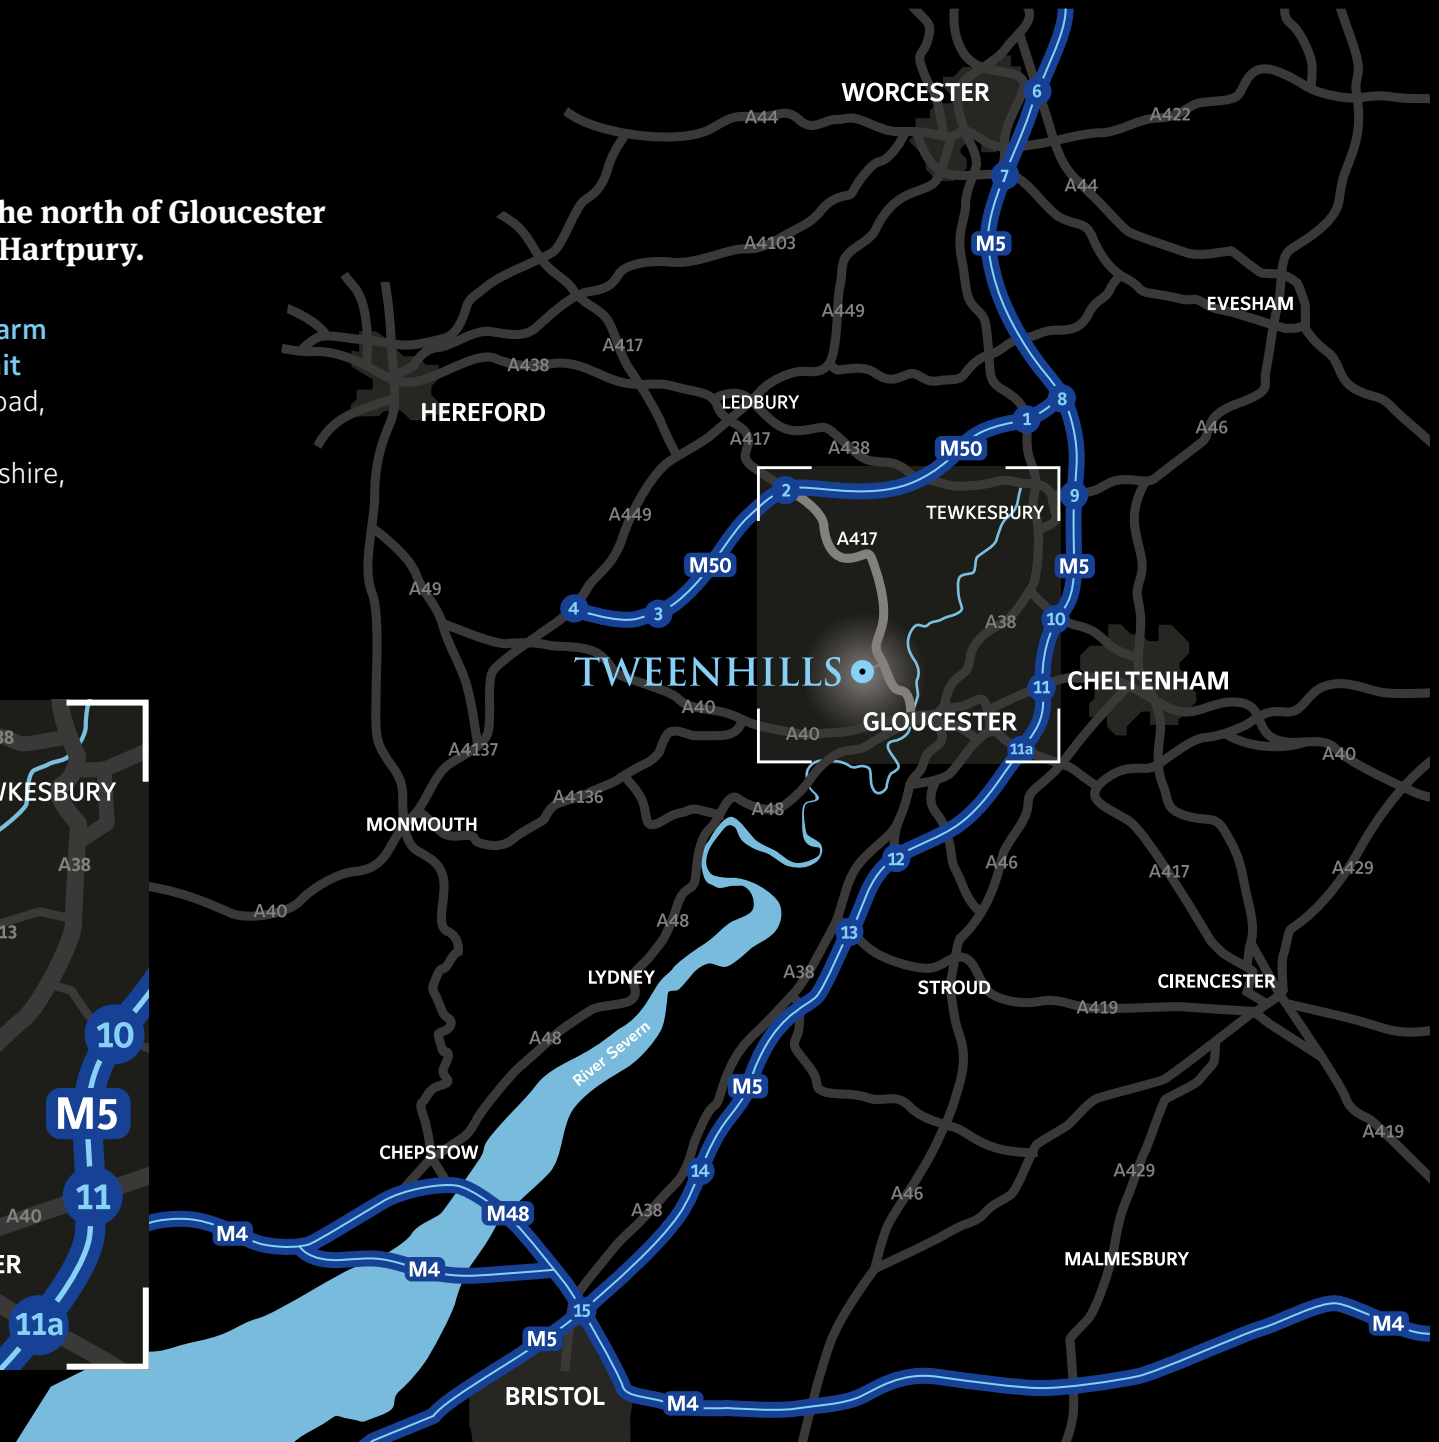 he north of Gloucester
Hartpury.
arm
it
oad,
shire,
WORCESTER
6
A44
A422
7
A44
M5
A4103
EVESHAM
A449
A417
A438
HEREFORD
LEDBURY
8
1
A417
A438
M50
A46
2
9
TEWKESBURY
A449
A417
M50
M5
A49
4
3
10
A38
TWEENHILLS
11
CHELTENHAM
A40
GLOUCESTER
A40
11a
A4137
A40
A4136
A48
MONMOUTH
12
A46
A417
A429
A40
A48
13
A38
LYDNEY
STROUD
CIRENCESTER
A419
A48
River Severn
M5
A419
CHEPSTOW
14
A429
A46
A38
M48
M4
M4
MALMESBURY
15
M5
M4
BRISTOL
M4
38
WKESBURY
A38
13
10
M5
11
A40
ER
11a